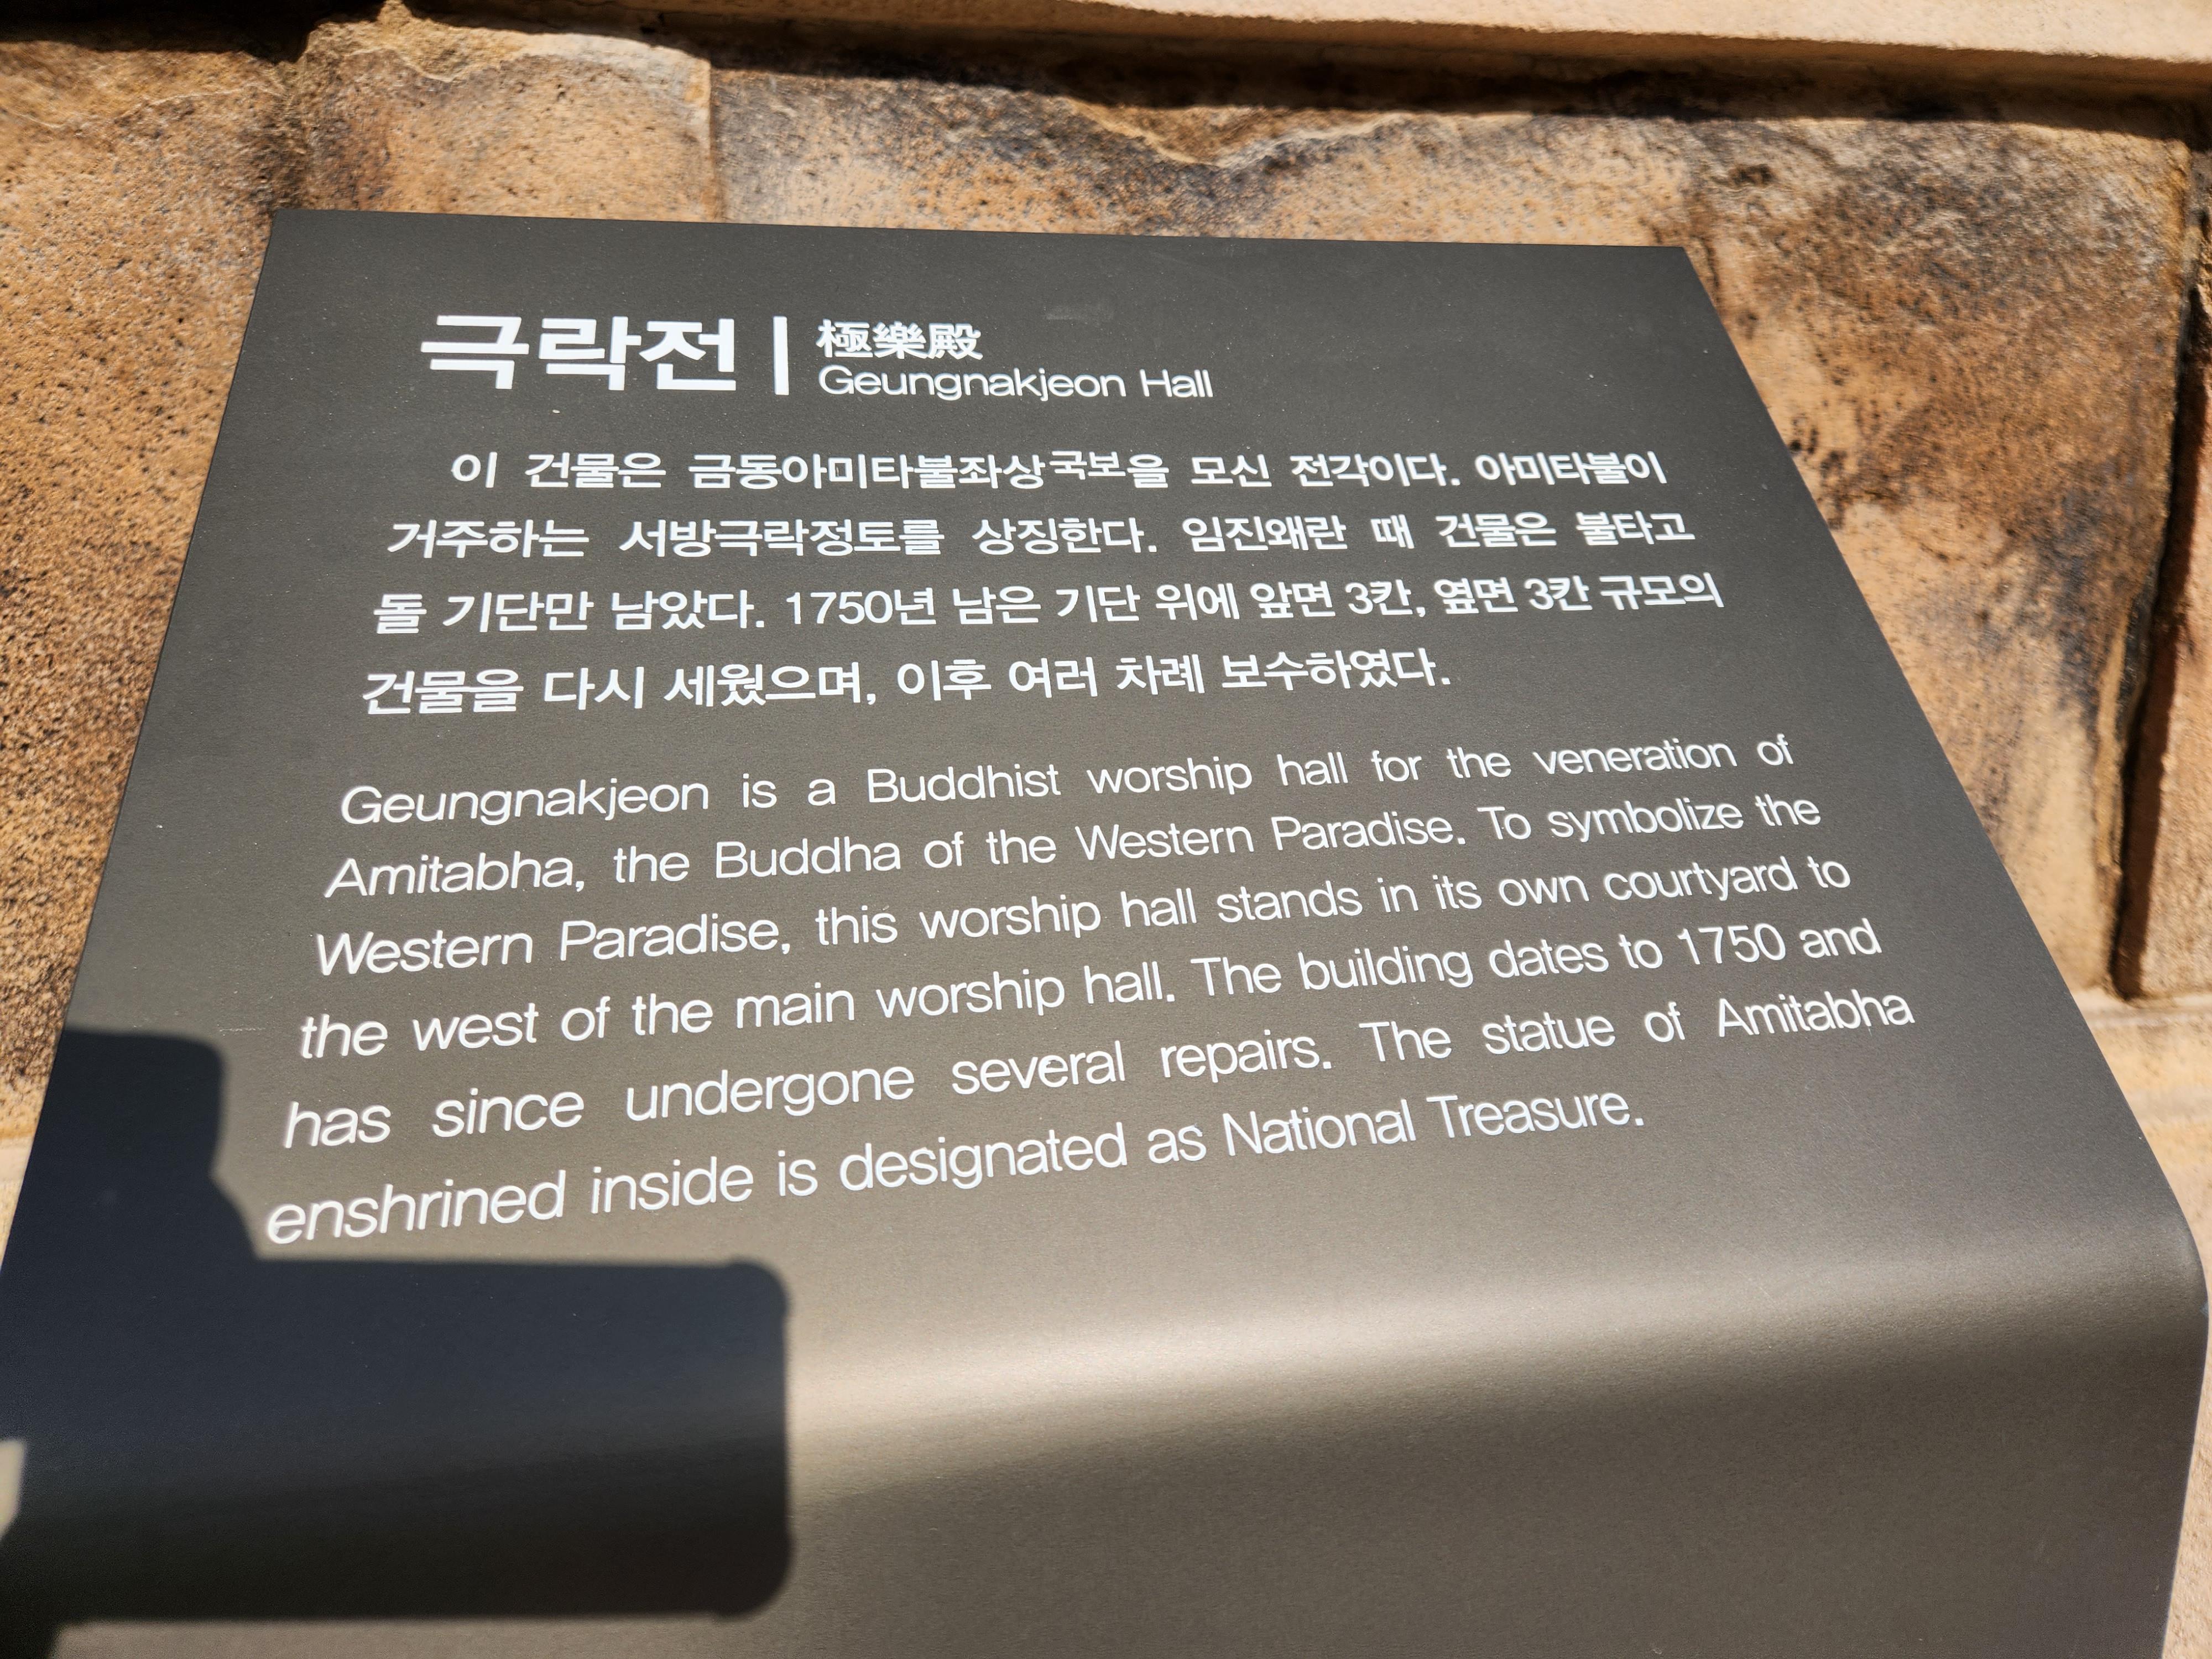 극락전 | 極樂殿
Geungnakjeon Hall
이 건물은 금동아미타불좌상국보을 모신 전각이다. 아미타불이
거주하는 서방극락정토를 상징한다. 임진왜란 때 건물은 불타고
돌 기단만 남았다. 1750년 남은 기단 위에 앞면 3칸, 옆면 3칸 규모의
건물을 다시 세웠으며, 이후 여러 차례 보수하였다.
Geungnakjeon is a Buddhist worship hall for the veneration of
Amitabha, the Buddha of the Western Paradise. To symbolize the
Western Paradise, this worship hall stands in its own courtyard to
the west of the main worship hall. The building dates to 1750 and
has since undergone several repairs. The statue of Amitabha
enshrined inside is designated as National Treasure.